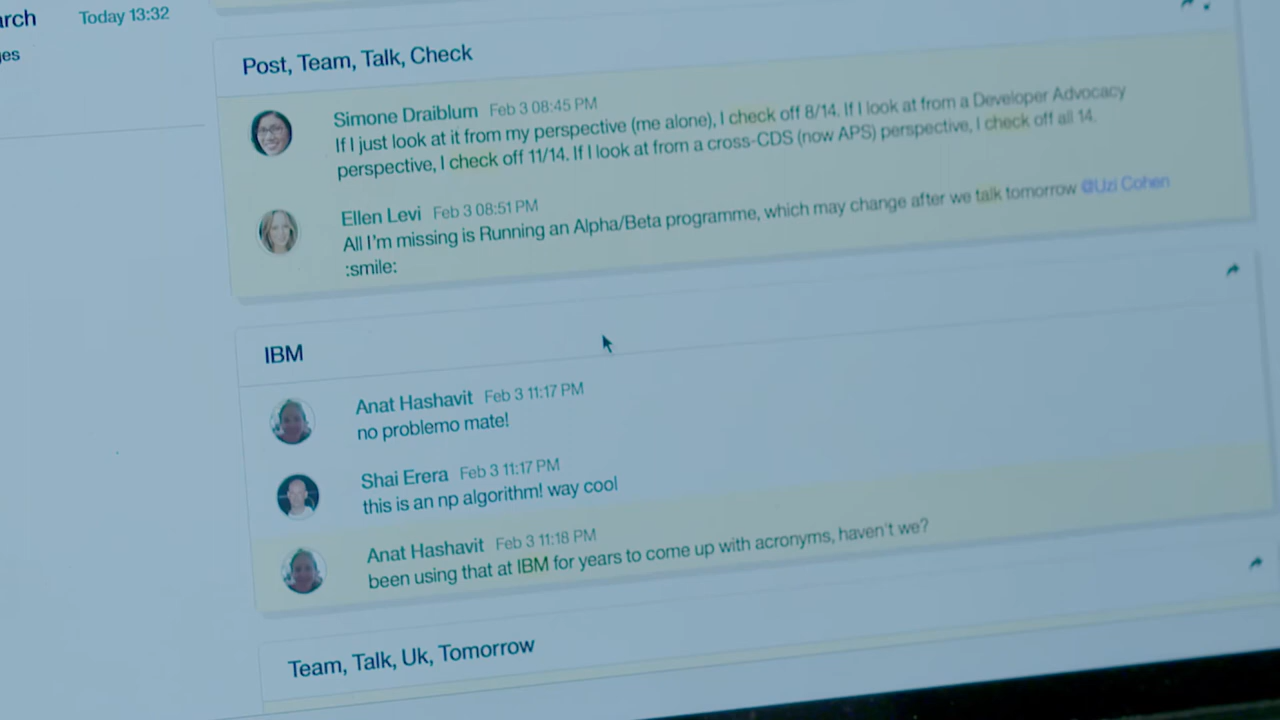 arch
Today 13:32
ges
Post, Team, Talk, Check
Simone Draiblum Feb 3 08:45 PM
If I just look at it from my perspective (me alone), I check off 8/14. If I look at from a Developer Advocacy
perspective, I check off 11/14. If I look at from a cross-CDS (now APS) perspective, I check off all 14.
Ellen Levi Feb 3 08:51 PM
All I'm missing is Running an Alpha/Beta programme, which may change after we talk tomorrow @Uzi Cohen
:smile:
IBM
Anat Hashavit Feb 3 11:17 PM
no problemo mate!
Shai Erera Feb 3 11:17 PM
this is an np algorithm! way cool
Anat Hashavit Feb 3 11:18 PM
been using that at IBM for years to come up with acronyms, haven't we?
Team, Talk, Uk, Tomorrow